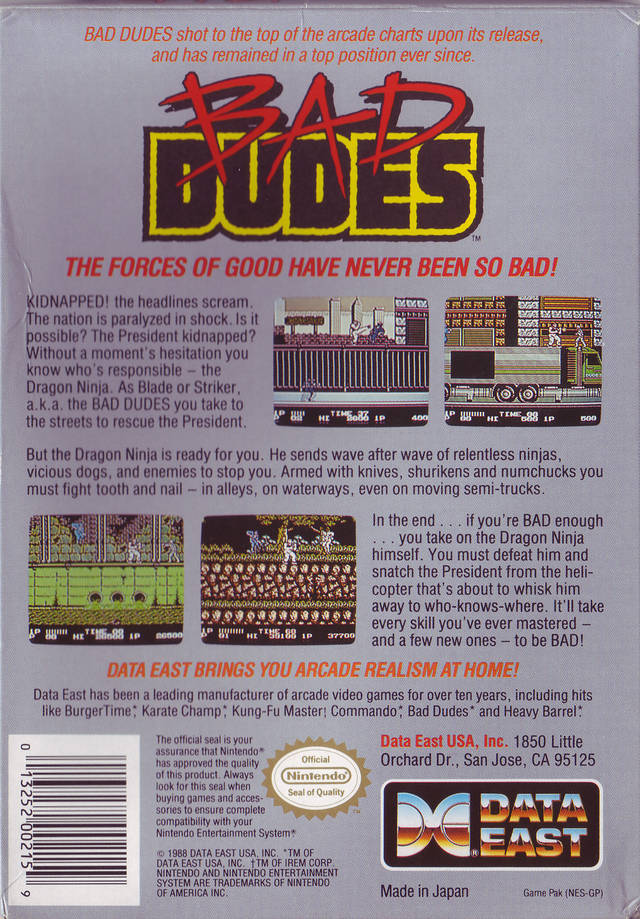 BAD DUDES shot to the top of the arcade charts upon its release,
and has remained in a top position ever since.
BAD
DUDES
TM
THE FORCES OF GOOD HAVE NEVER BEEN SO BAD!
KIDNAPPED! the headlines scream.
The nation is paralyzed in shock. Is it
possible? The President kidnapped?
Without a moment's hesitation you
know who's responsible – the
Dragon Ninja. As Blade or Striker,
a.k.a. the BAD DUDES you take to
the streets to rescue the President.
But the Dragon Ninja is ready for you. He sends wave after wave of relentless ninjas,
vicious dogs, and enemies to stop you. Armed with knives, shurikens and numchucks you
must fight tooth and nail – in alleys, on waterways, even on moving semi-trucks.
In the end . . . if you're BAD enough
. . . you take on the Dragon Ninja
himself. You must defeat him and
snatch the President from the heli-
copter that's about to whisk him
away to who-knows-where. It'll take
every skill you've ever mastered –
and a few new ones – to be BAD!
DATA EAST BRINGS YOU ARCADE REALISM AT HOME!
Data East has been a leading manufacturer of arcade video games for over ten years, including hits
like BurgerTime,* Karate Champ,* Kung-Fu Master,† Commando,* Bad Dudes* and Heavy Barrel.*
0 13252 00215 9
The official seal is your
assurance that Nintendo®
has approved the quality
of this product. Always
look for this seal when
buying games and acces-
sories to ensure complete
compatibility with your
Nintendo Entertainment System®
Official
Nintendo®
Seal of Quality
TM
© 1988 DATA EAST USA, INC. *TM OF
DATA EAST USA, INC. †TM OF IREM CORP.
NINTENDO AND NINTENDO ENTERTAINMENT
SYSTEM ARE TRADEMARKS OF NINTENDO
OF AMERICA INC.
Data East USA, Inc. 1850 Little
Orchard Dr., San Jose, CA 95125
DATA
EAST
®
Made in Japan
Game Pak (NES-GP)